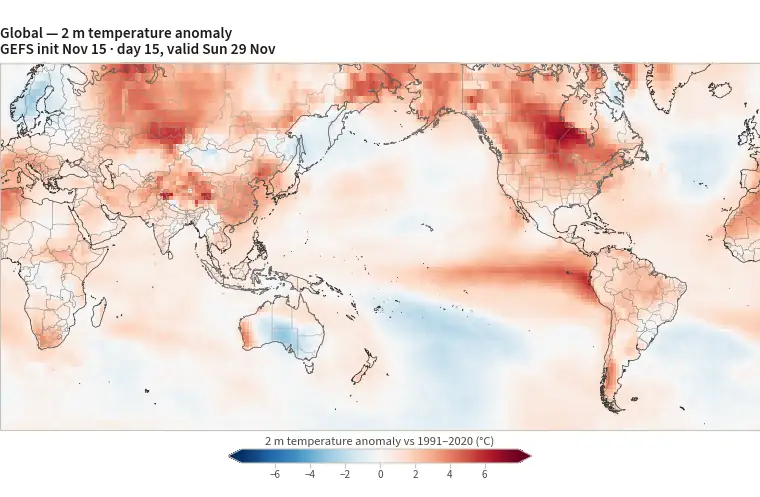 Global — 2 m temperature anomaly
GEFS init Nov 15 · day 15, valid Sun 29 Nov
2 m temperature anomaly vs 1991–2020 (°C)
−6 −4 −2 0 2 4 6